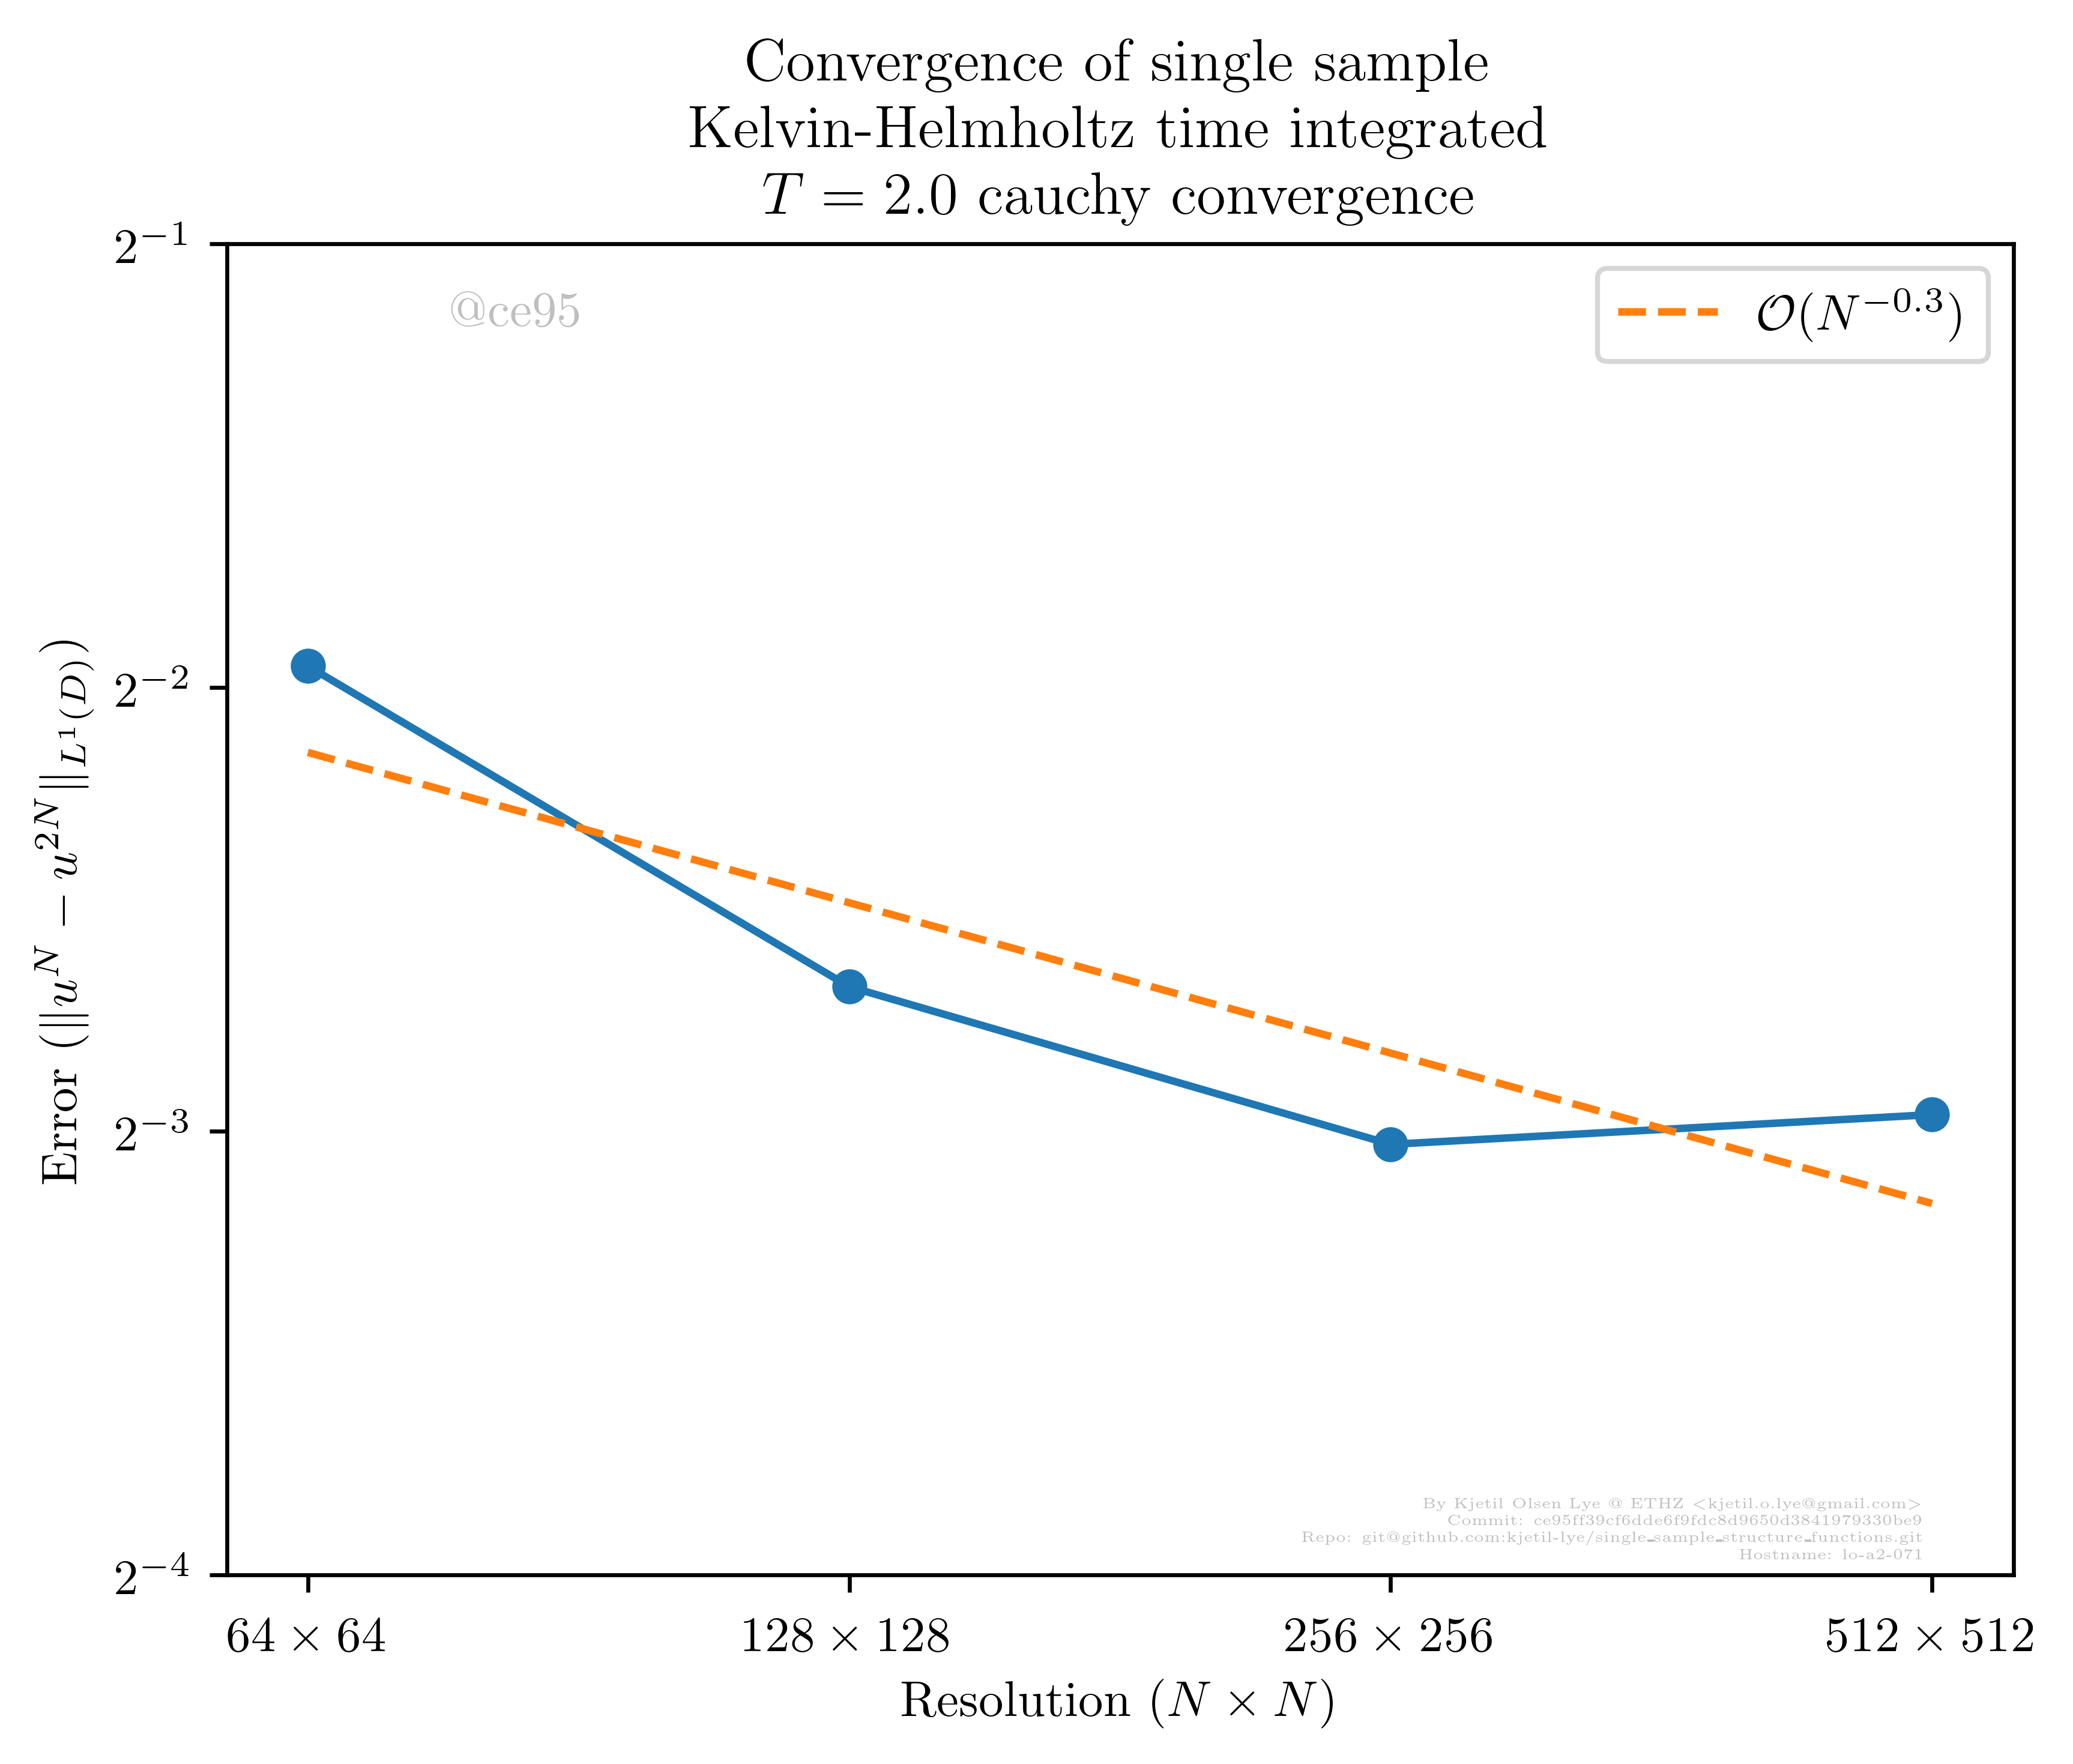 Convergence of single sample
Kelvin-Helmholtz time integrated
T = 2.0 cauchy convergence
2^{-1}
@ce95
O(N^{-0.3})
2^{-2}
Error (||u^N − u^{2N}||_{L^1(D)})
2^{-3}
By Kjetil Olsen Lye @ ETHZ <kjetil.o.lye@gmail.com>
Commit: ce95ff39cf6dde6f9fdc8d9650d3841979330be9
Repo: git@github.com:kjetil-lye/single_sample_structure_functions.git
Hostname: lo-a2-071
2^{-4}
64 × 64
128 × 128
256 × 256
512 × 512
Resolution (N × N)